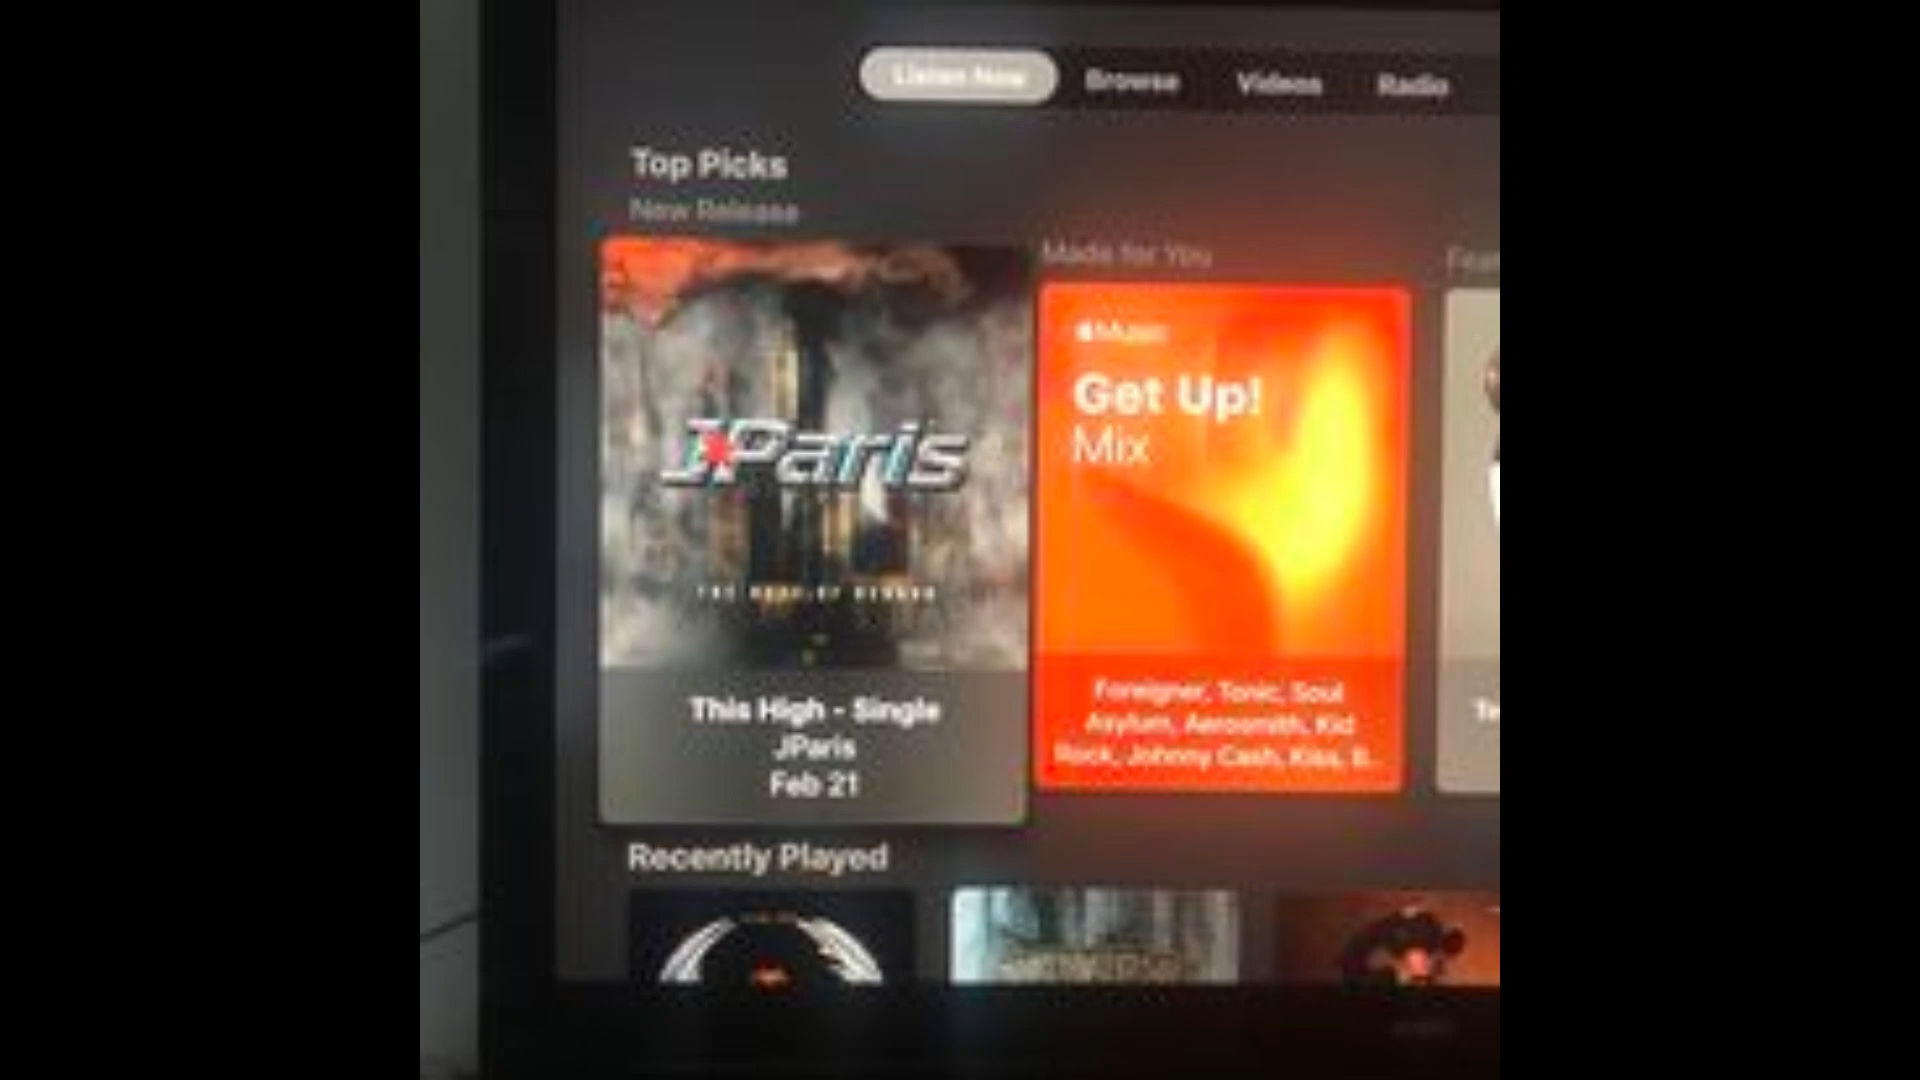 Listen Now Browse Videos Radio
Top Picks
New Release
Made for You
JParis
Music
Get Up!
Mix
This High - Single
JParis
Feb 21
Foreigner, Tonic, Soul
Asylum, Aerosmith, Kid
Rock, Johnny Cash, Kiss, B...
Recently Played